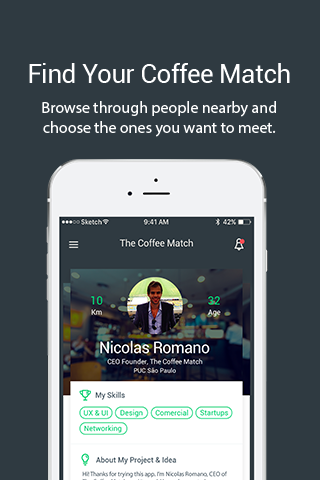 Find Your Coffee Match
Browse through people nearby and
choose the ones you want to meet.
Sketch 9:41 AM 42%
The Coffee Match
10 32
Km Age
Nicolas Romano
CEO Founder, The Coffee Match
PUC São Paulo
My Skills
UX & UI Design Comercial Startups
Networking
About My Project & Idea
Hi! Thanks for trying this app, I'm Nicolas Romano, CEO of